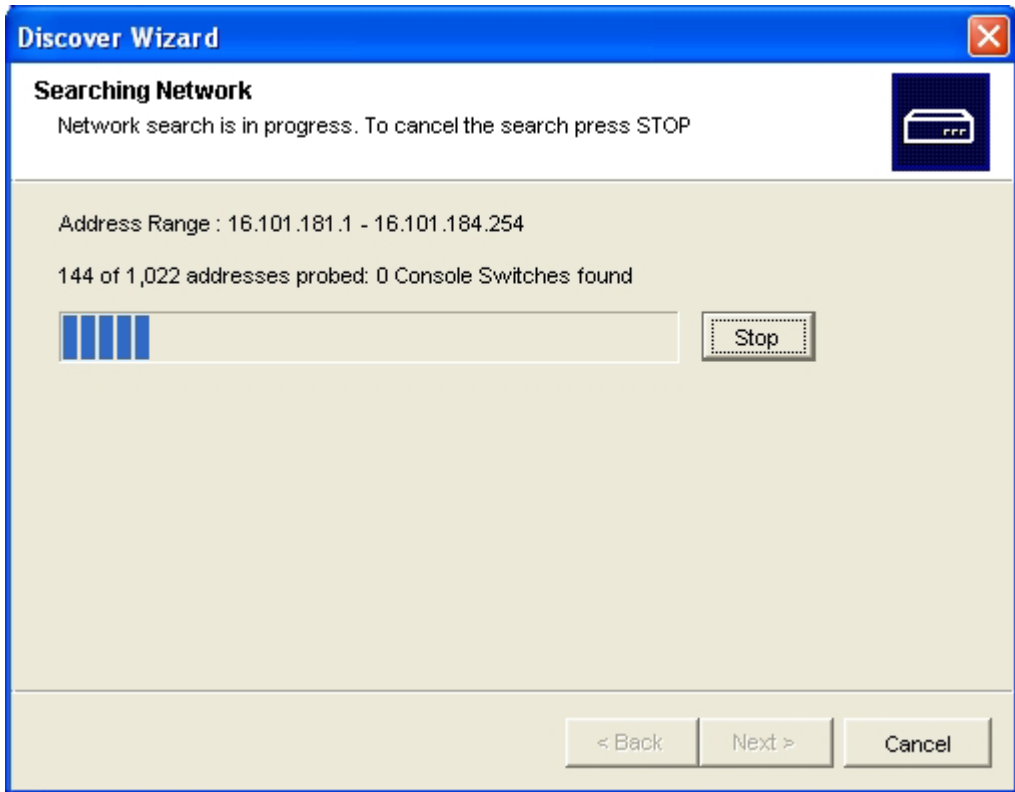 Discover Wizard
Searching Network
Network search is in progress. To cancel the search press STOP
Address Range : 16.101.181.1 - 16.101.184.254
144 of 1,022 addresses probed: 0 Console Switches found
Stop
< Back
Next >
Cancel